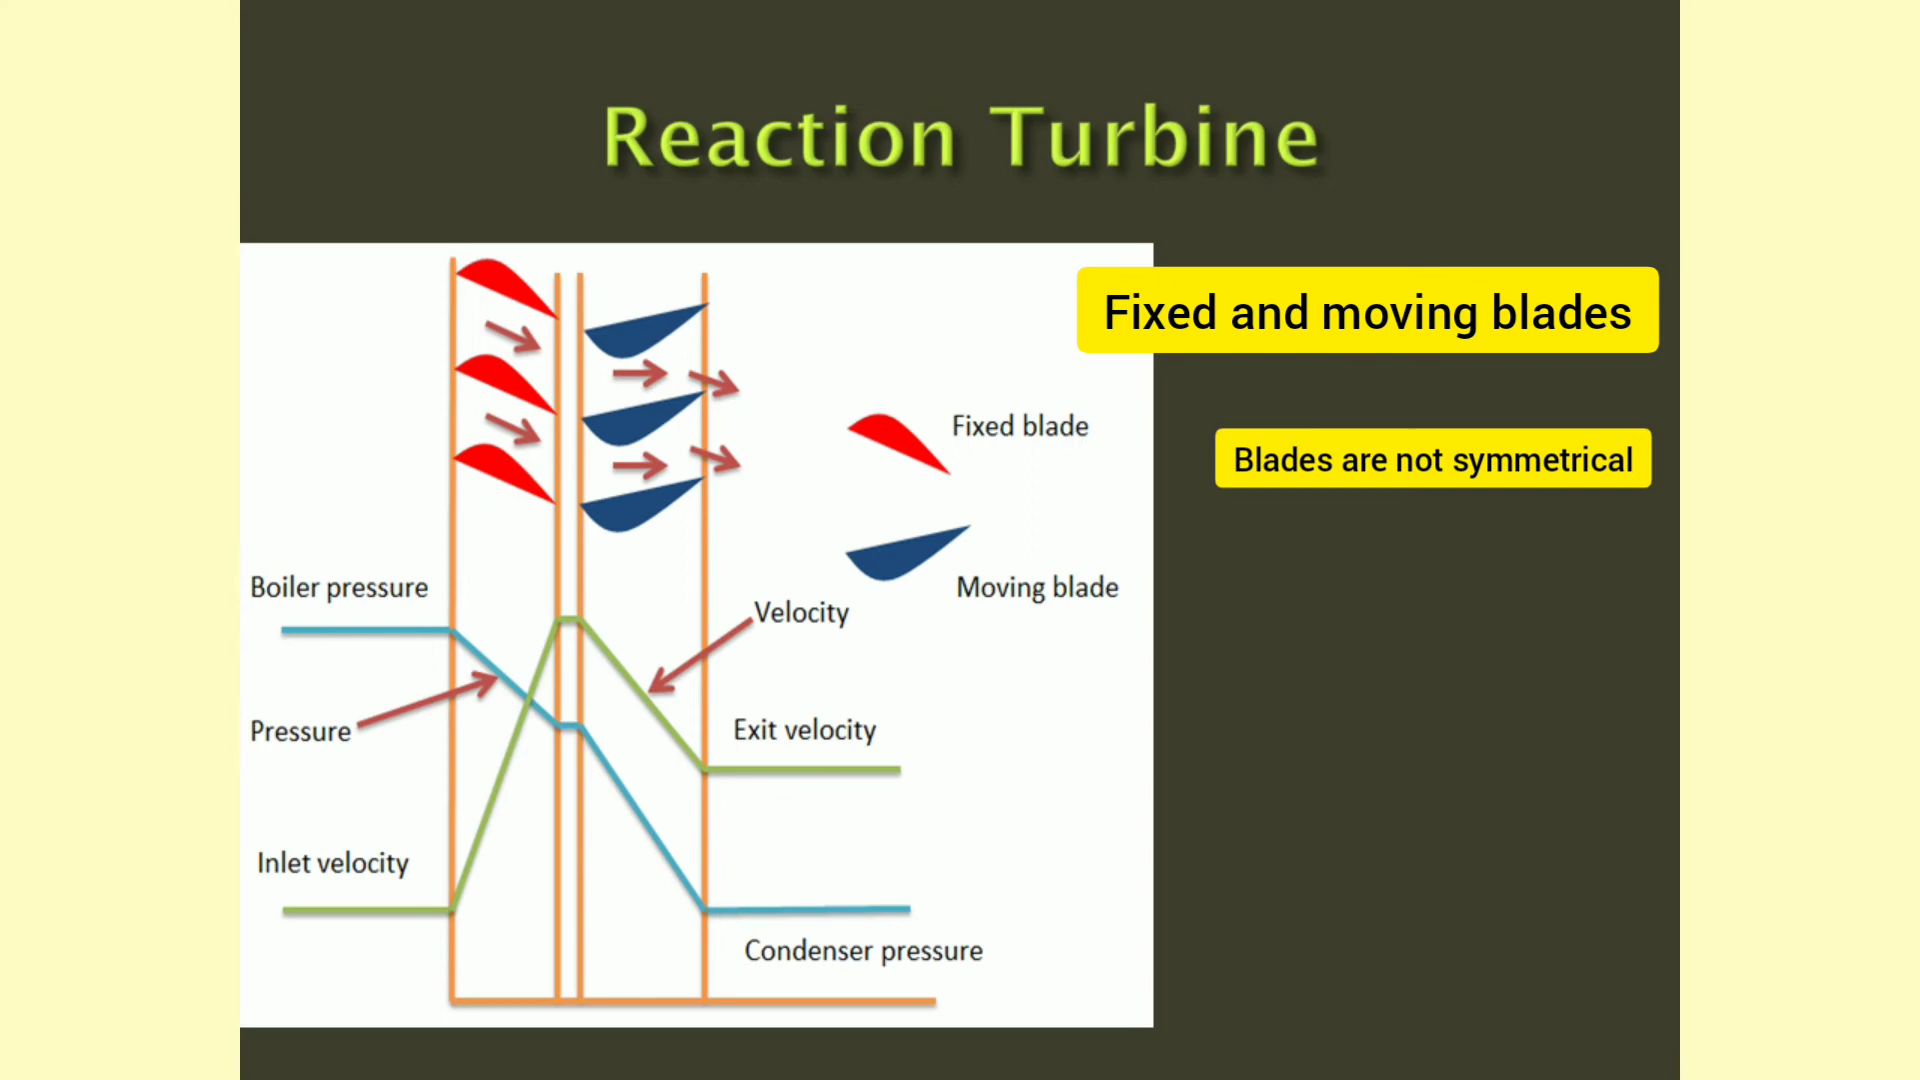 Reaction Turbine
Fixed and moving blades
Fixed blade
Blades are not symmetrical
Boiler pressure
Moving blade
Velocity
Pressure
Exit velocity
Inlet velocity
Condenser pressure